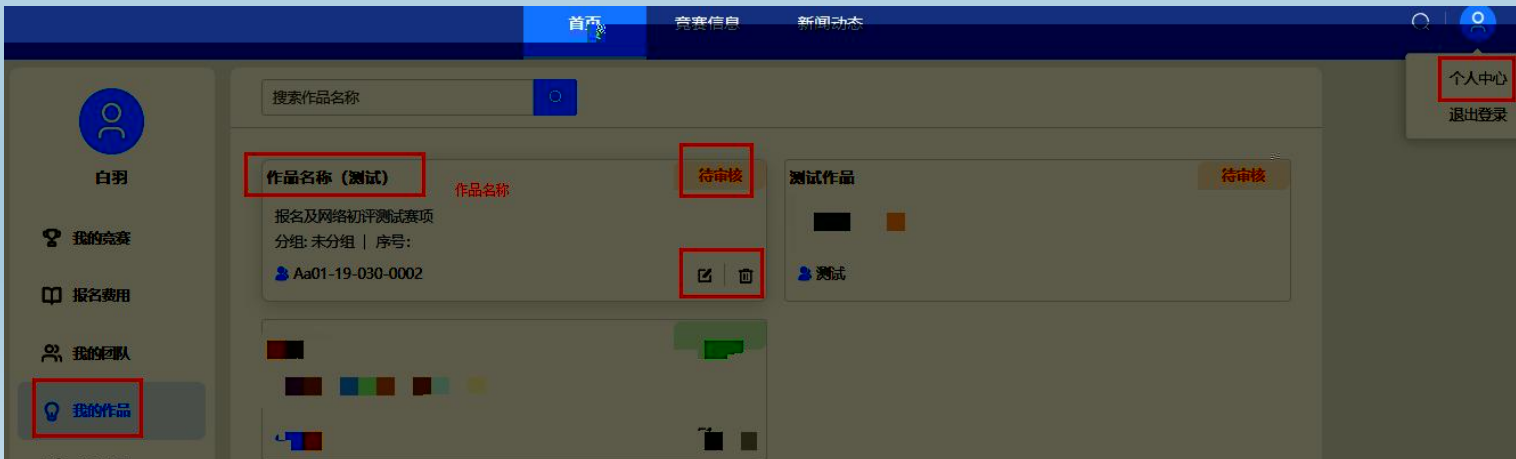 首页 竞赛信息 新闻动态
个人中心
退出登录
搜索作品名称
白羽
我的竞赛
报名费用
我的团队
我的作品
作品名称（测试） 待审核
作品名称
报名及网络初评测试赛项
分组: 未分组 | 序号:
Aa01-19-030-0002
测试作品 待审核
测试